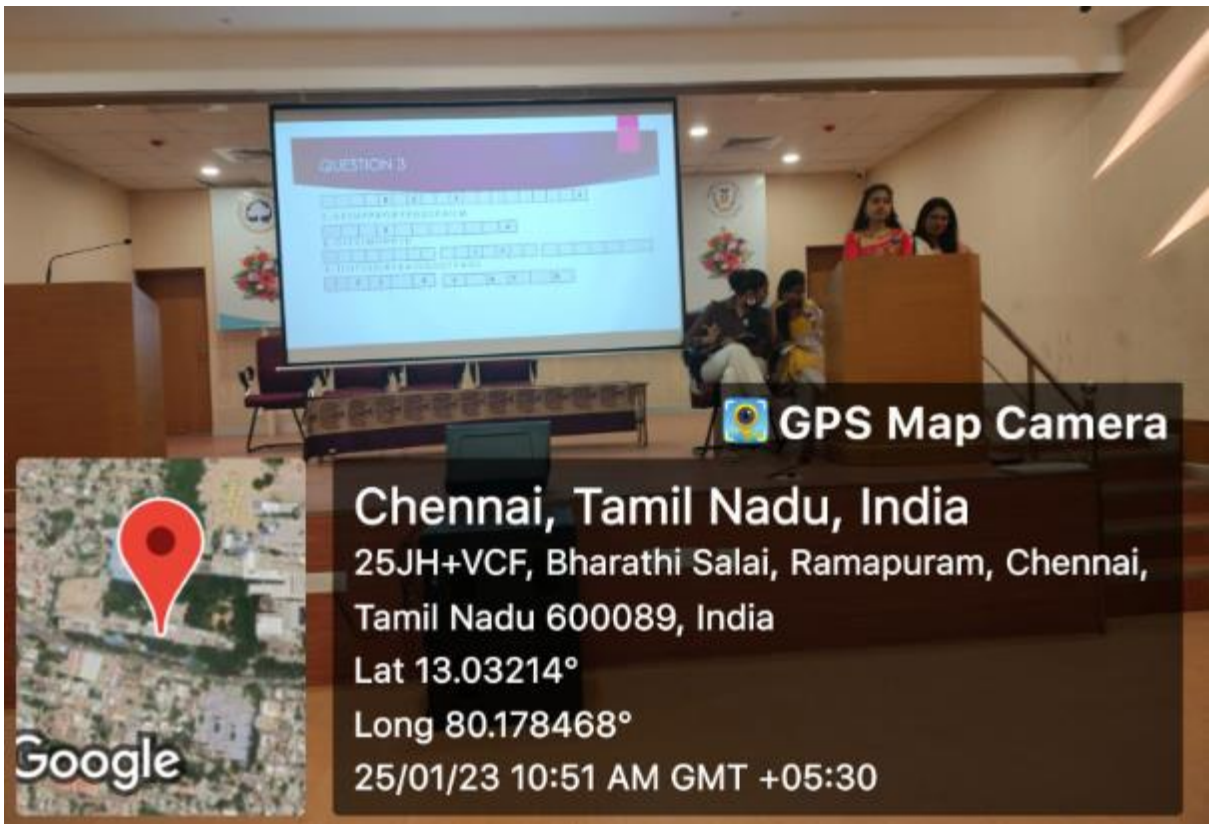 QUESTION 3
GPS Map Camera
Chennai, Tamil Nadu, India
25JH+VCF, Bharathi Salai, Ramapuram, Chennai,
Tamil Nadu 600089, India
Lat 13.03214°
Long 80.178468°
25/01/23 10:51 AM GMT +05:30
Google